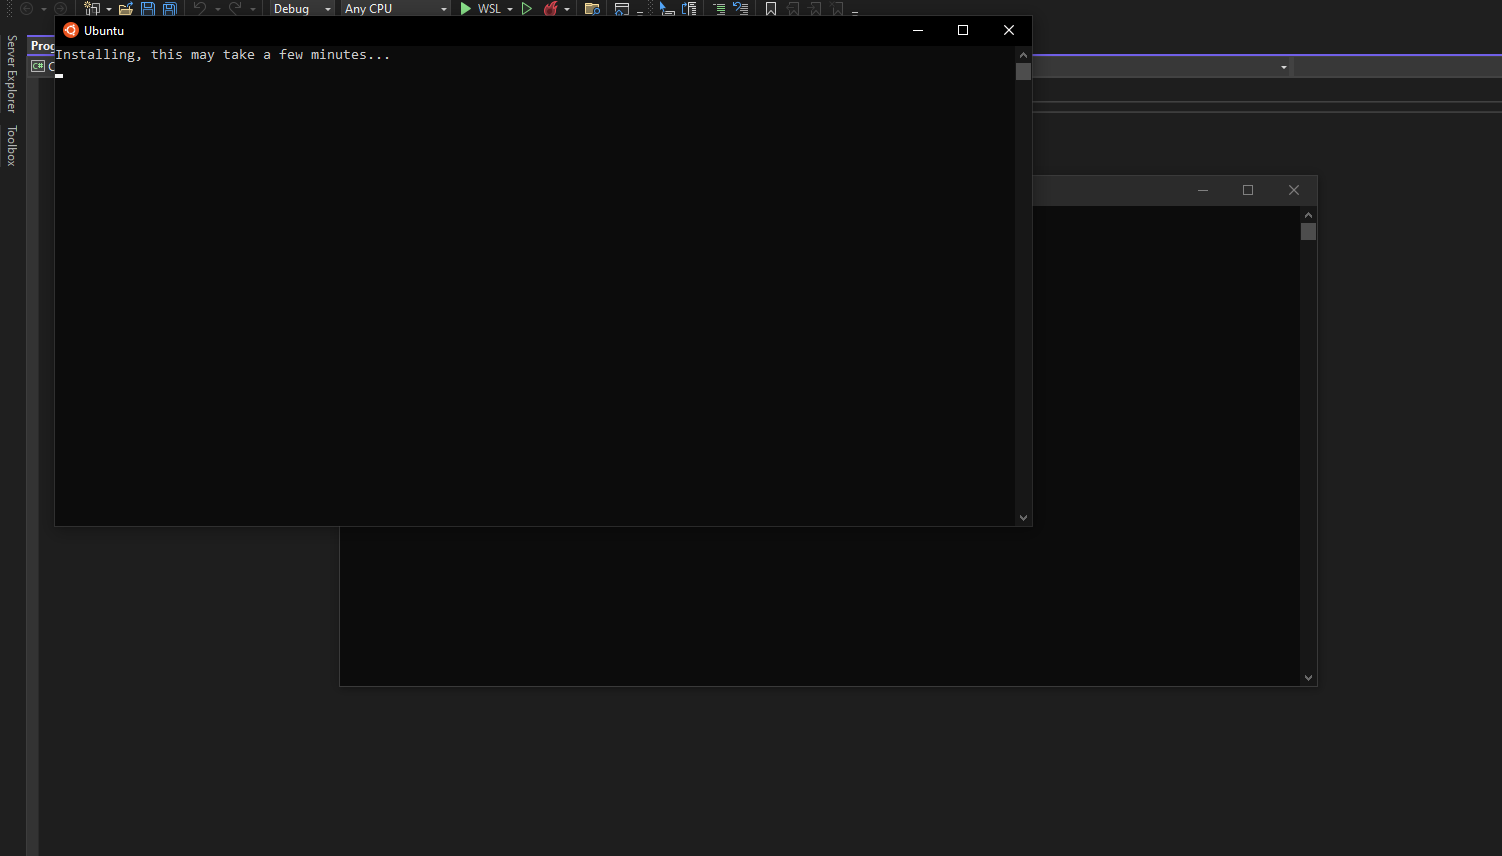 Debug
Any CPU
WSL
Ubuntu
Server Explorer
Toolbox
Installing, this may take a few minutes...
C#